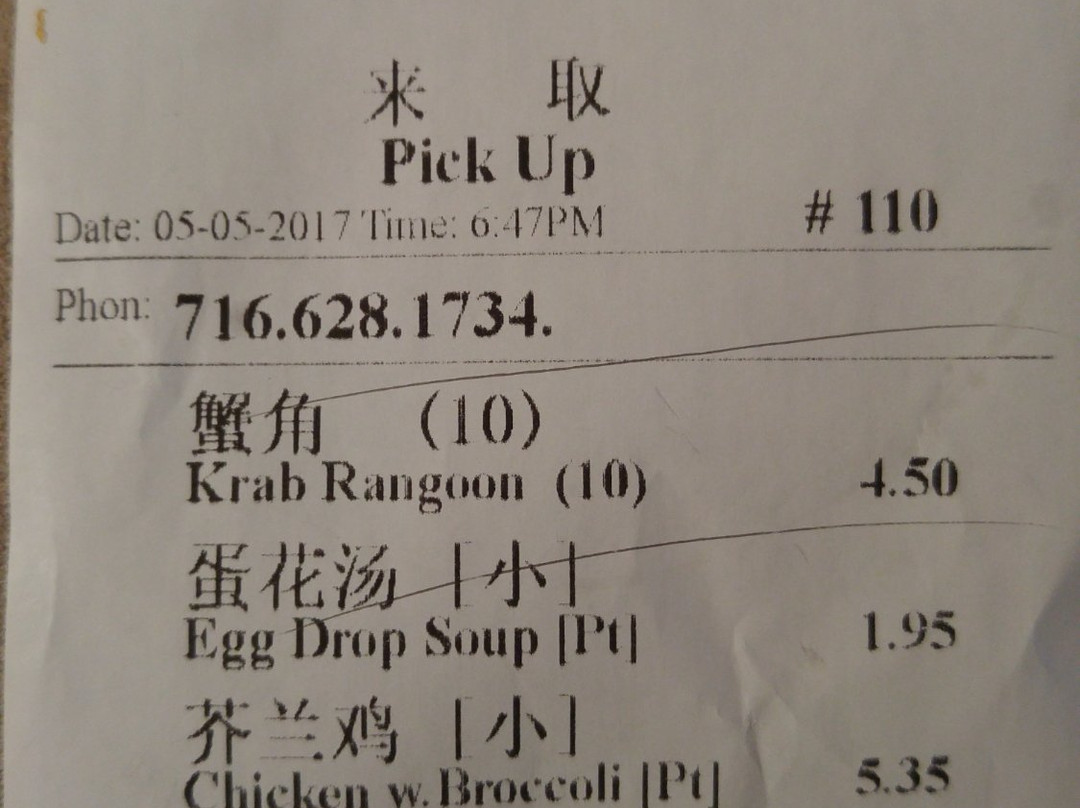 来 取
Pick Up
Date: 05-05-2017 Time: 6:47PM # 110
Phon: 716.628.1734.
蟹角 (10)
Krab Rangoon (10) 4.50
蛋花汤 [小]
Egg Drop Soup [Pt] 1.95
芥兰鸡 [小]
Chicken w. Broccoli [Pt] 5.35